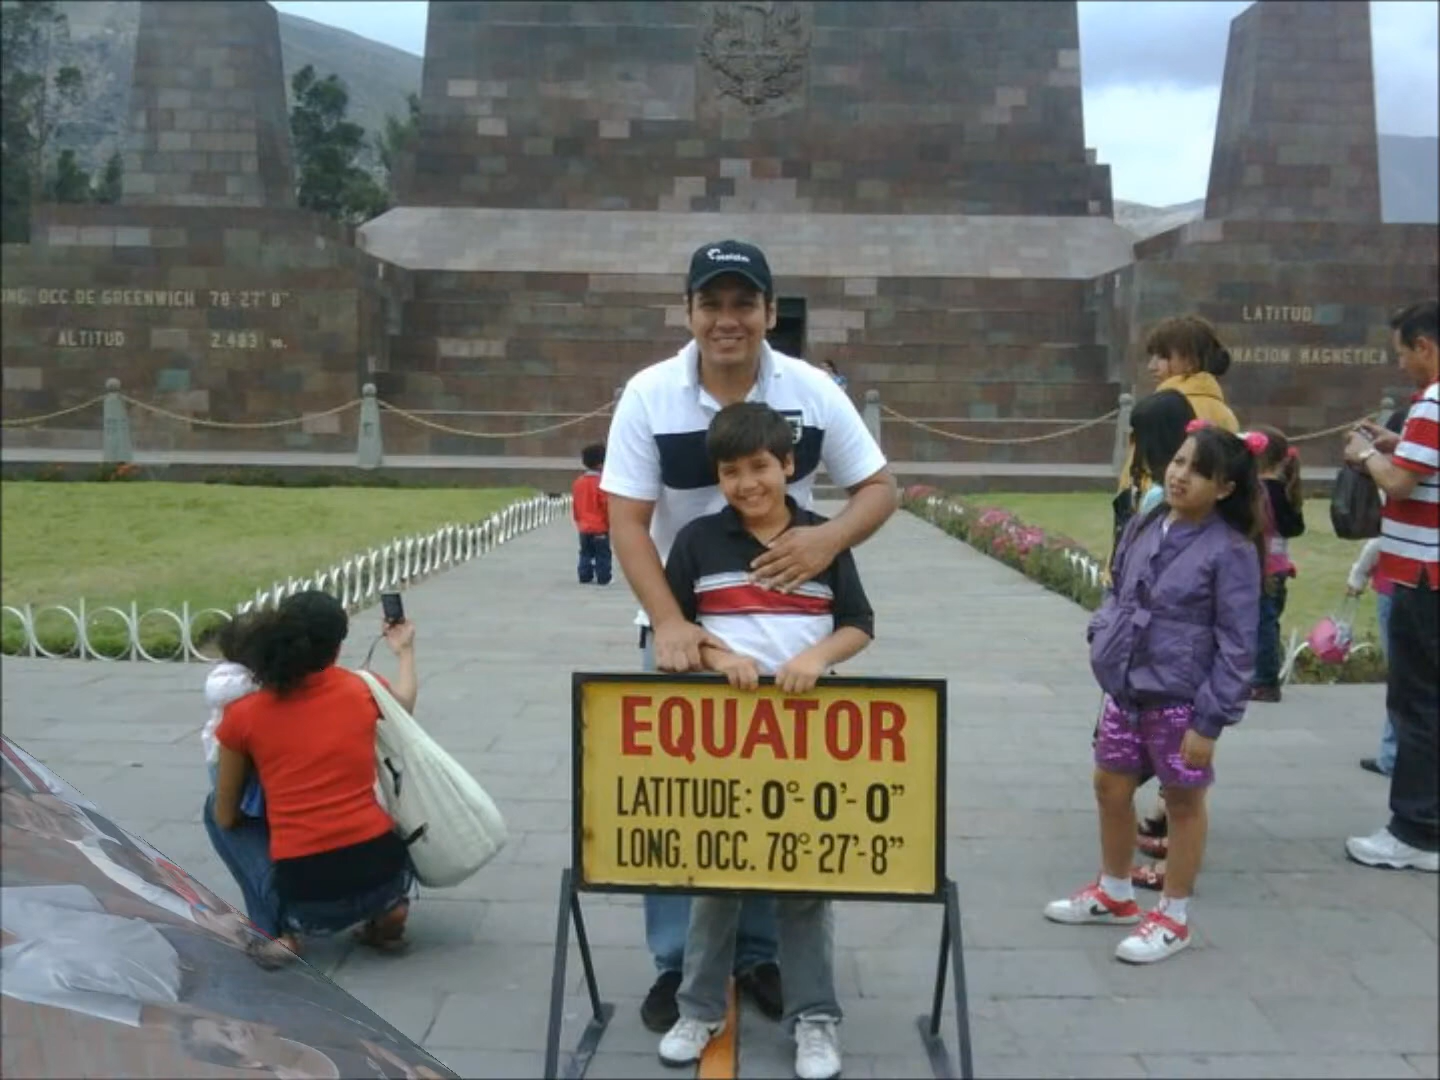 OCC. DE GREENWICH 78° 27' 8"
ALTITUD 2.483 m.
LATITUD
MAGNETICA
EQUATOR
LATITUDE: 0°- 0'- 0"
LONG. OCC. 78°- 27'- 8"